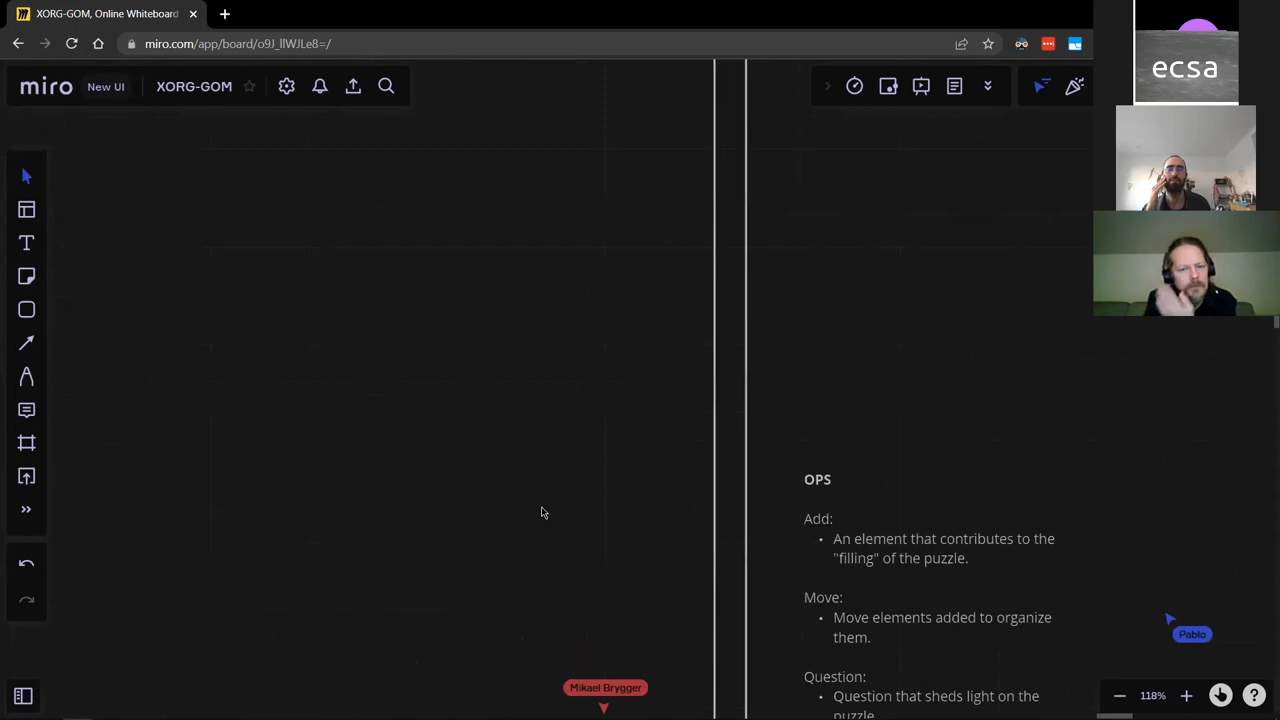 XORG-GOM, Online Whiteboard
miro.com/app/board/o9J_llWJLe8=/
miro
New UI
XORG-GOM
ecsa
OPS
Add:
• An element that contributes to the
"filling" of the puzzle.
Move:
• Move elements added to organize
them.
Question:
• Question that sheds light on the
puzzle
Pablo
Mikael Brygger
118%